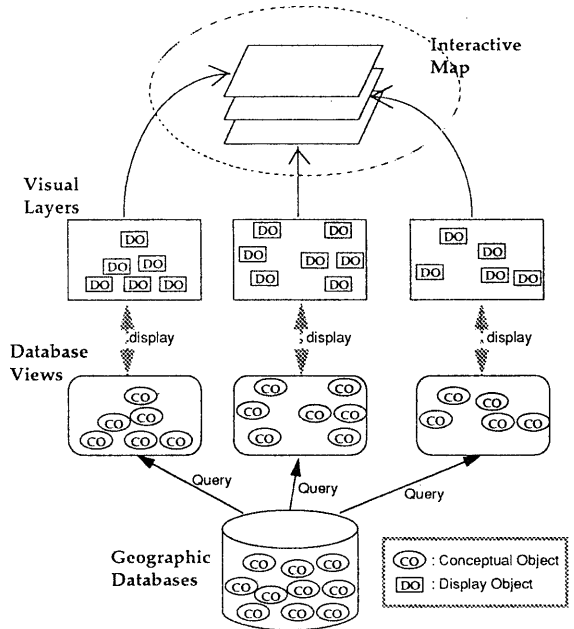 Interactive
Map
Visual
Layers
DO
DO DO
DO DO DO
DO DO
DO DO DO
DO DO
DO
DO
DO DO DO
display
display
display
Database
Views
CO
CO CO
CO CO CO
CO CO
CO CO CO
CO CO
CO CO
CO CO CO
Query
Query
Query
Geographic
Databases
CO CO CO
CO CO CO CO
CO CO CO
CO : Conceptual Object
DO : Display Object